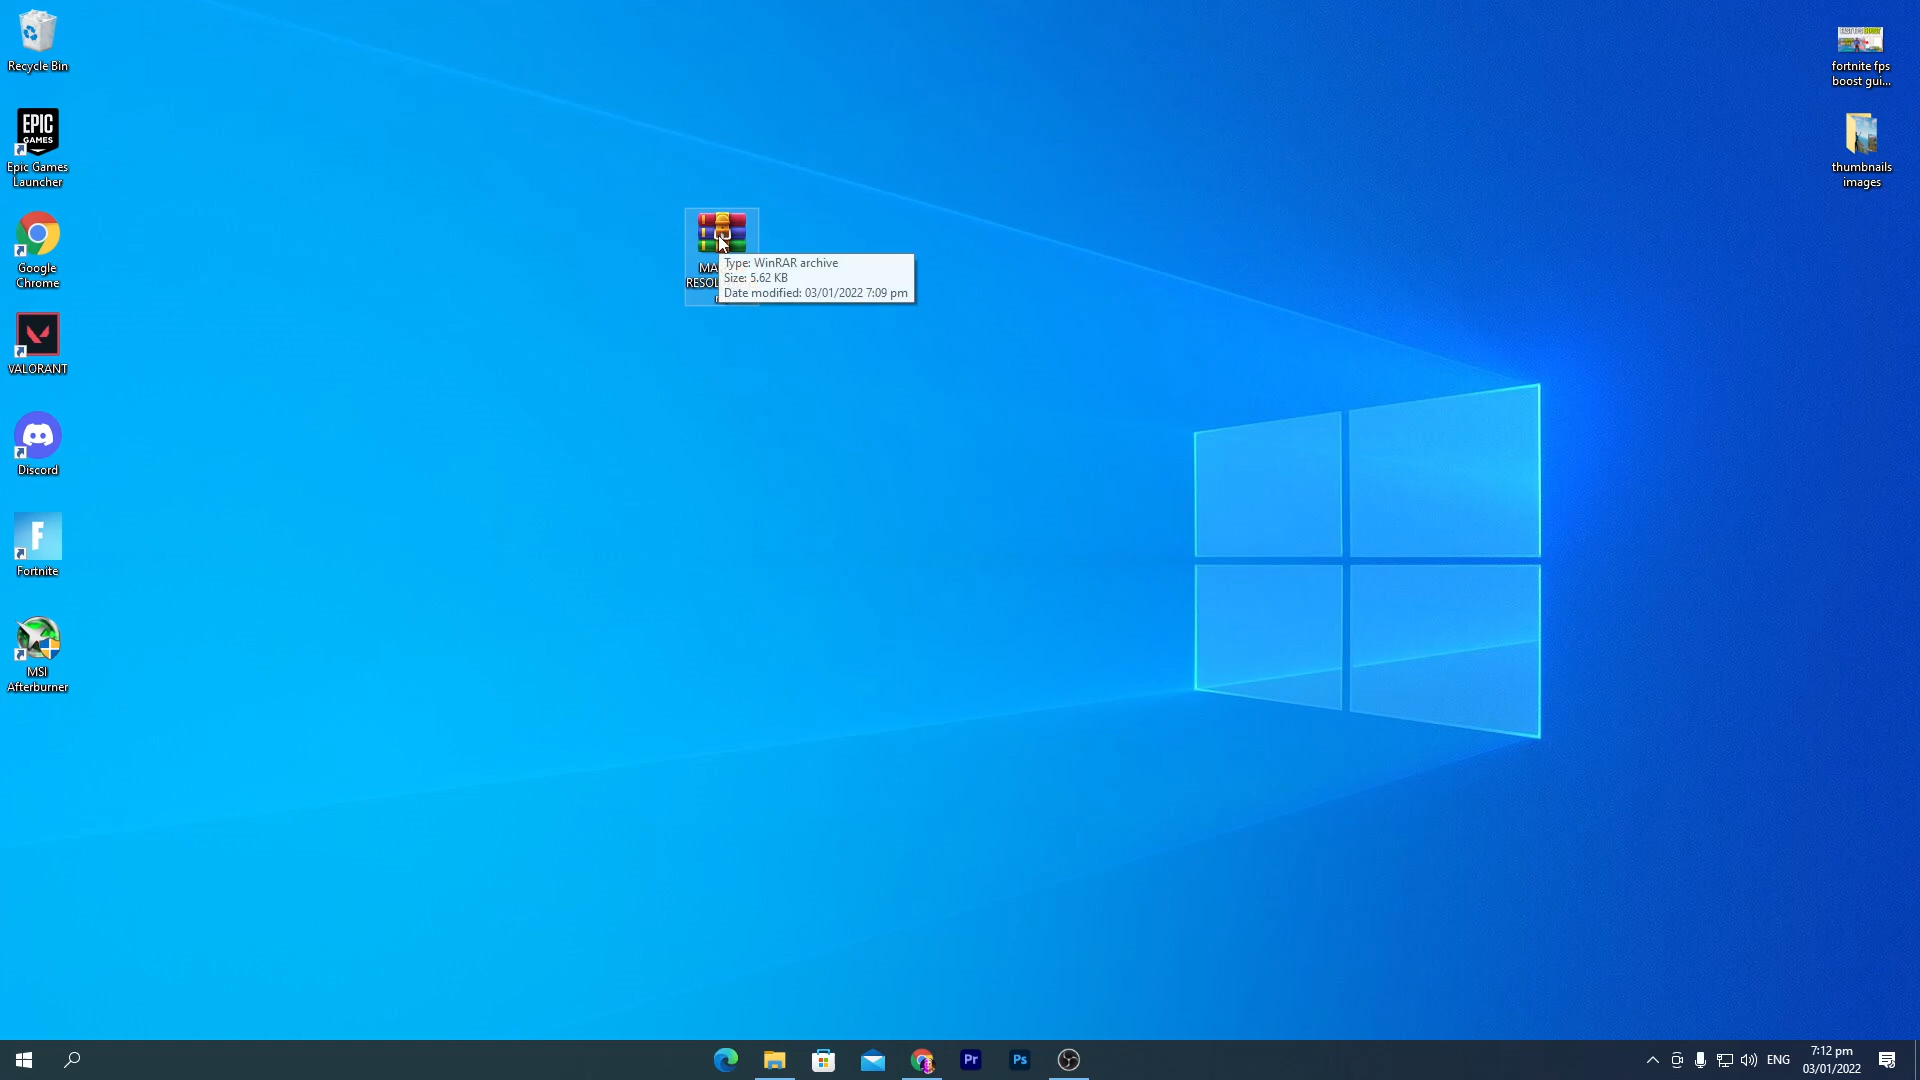 Recycle Bin
EPIC
GAMES
Epic Games
Launcher
Google
Chrome
VALORANT
Discord
F
Fortnite
MSI
Afterburner
Type: WinRAR archive
Size: 5.62 KB
Date modified: 03/01/2022 7:09 pm
fortnite fps
boost gui...
thumbnails
images
Pr
Ps
ENG
7:12 pm
03/01/2022